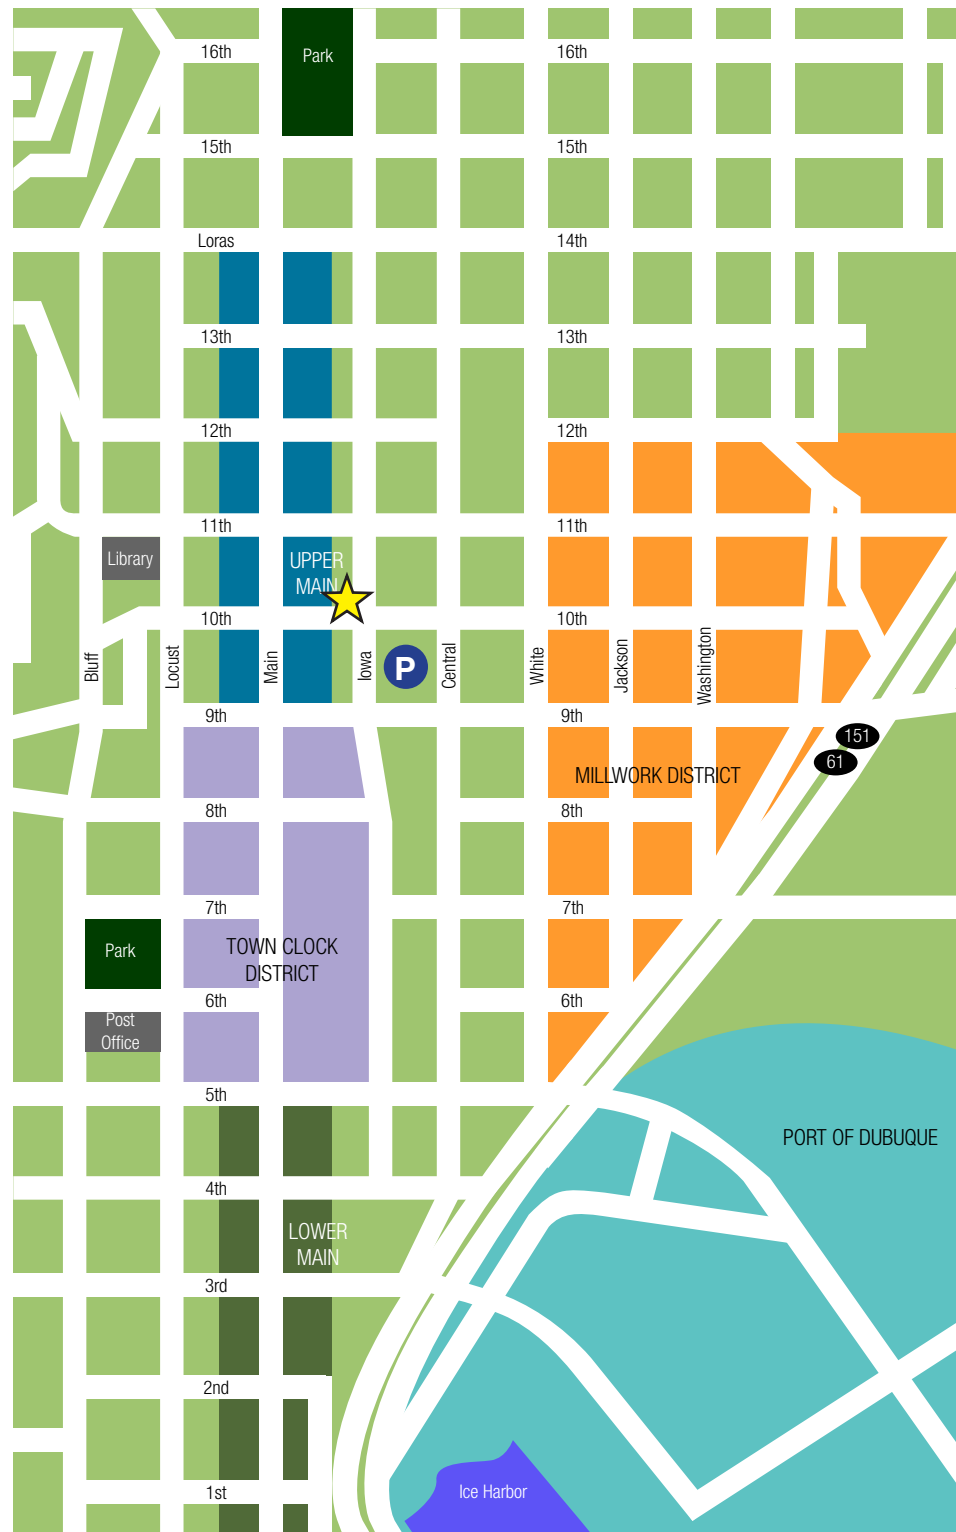 Park
16th
16th
15th
15th
Loras
14th
13th
13th
12th
12th
11th
11th
Library
UPPER
MAIN
10th
10th
Bluff
Locust
Main
Iowa
P
Central
White
Jackson
Washington
9th
9th
151
61
MILLWORK DISTRICT
8th
8th
7th
7th
Park
TOWN CLOCK
DISTRICT
6th
6th
Post
Office
5th
PORT OF DUBUQUE
4th
LOWER
MAIN
3rd
2nd
1st
Ice Harbor